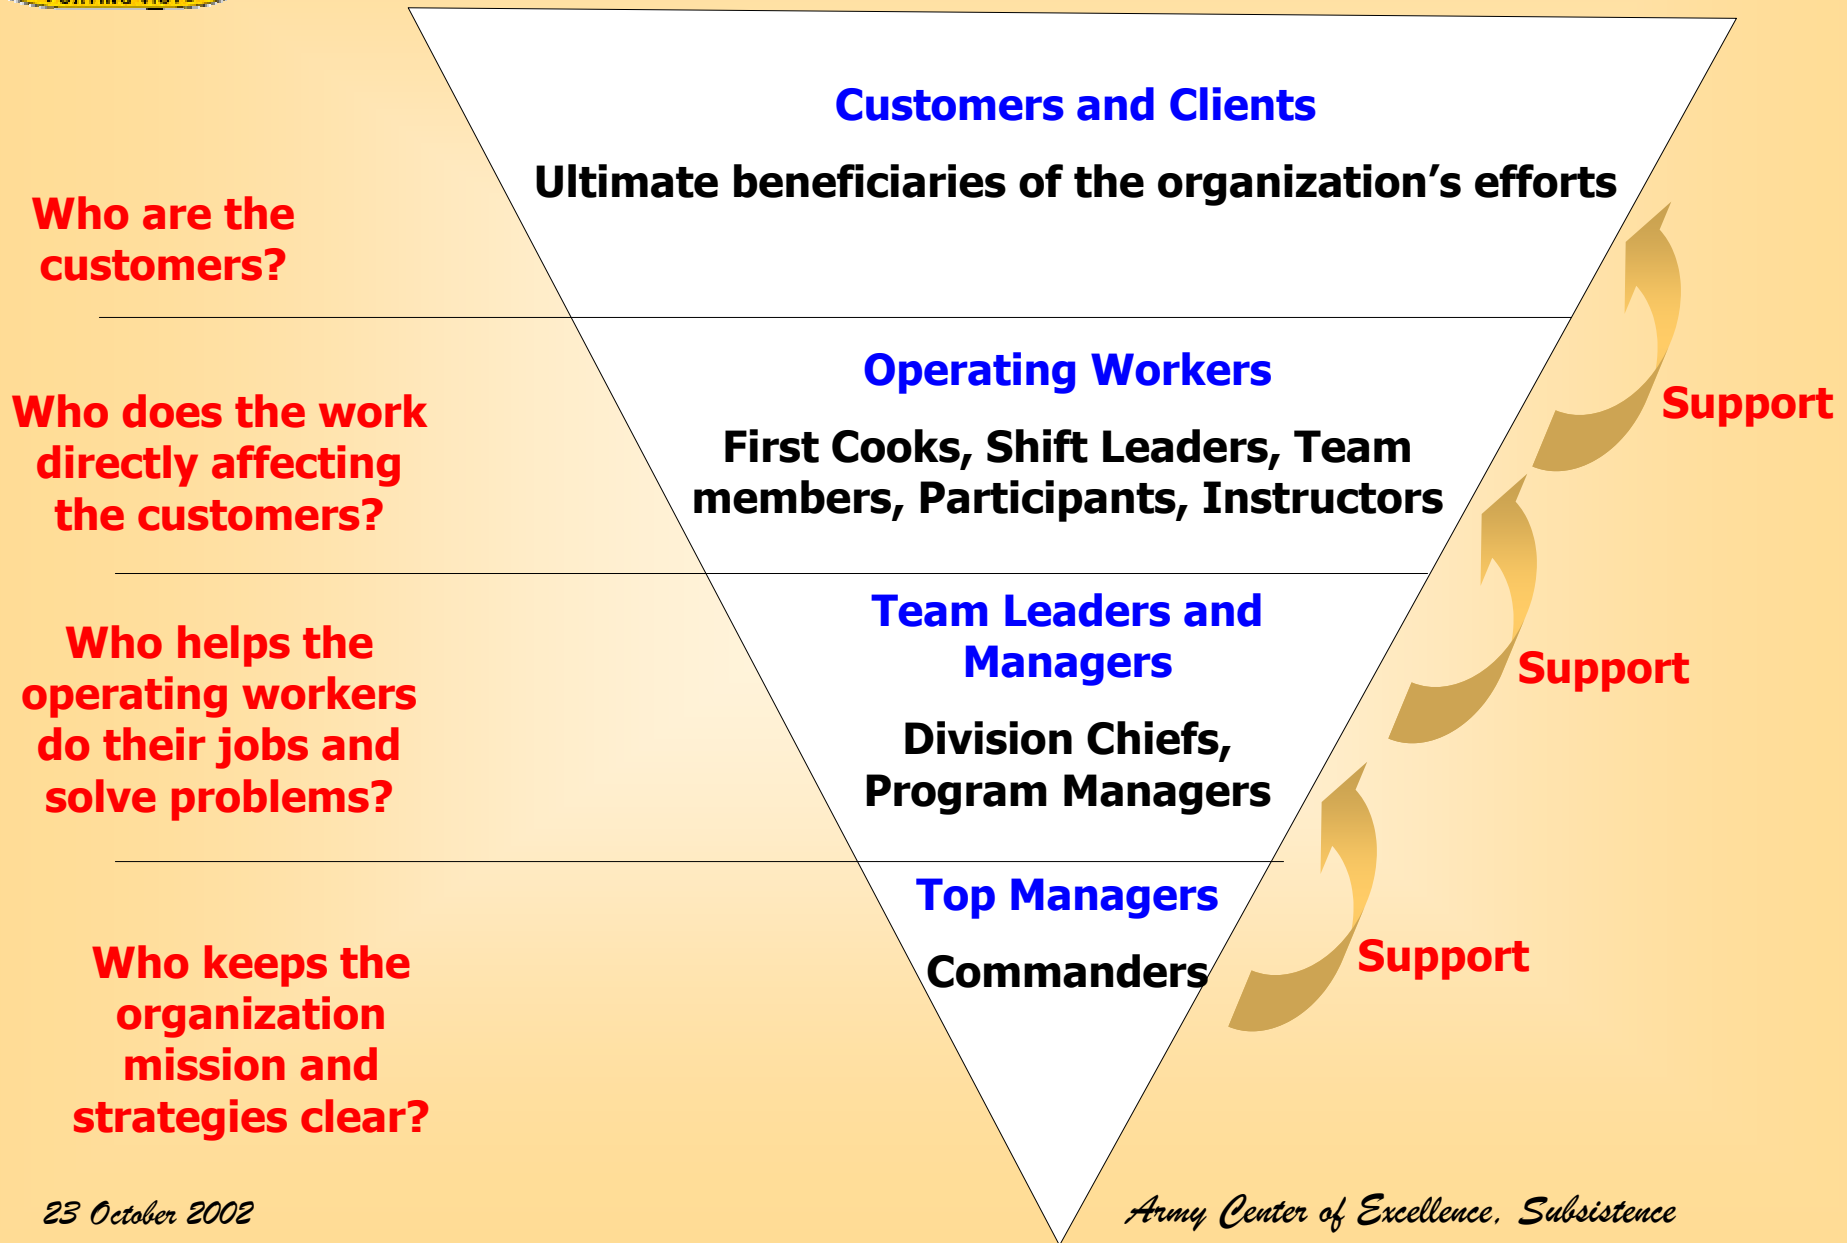 Customers and Clients
Ultimate beneficiaries of the organization’s efforts
Who are the
customers?
Operating Workers
First Cooks, Shift Leaders, Team
members, Participants, Instructors
Who does the work
directly affecting
the customers?
Support
Team Leaders and
Managers
Division Chiefs,
Program Managers
Who helps the
operating workers
do their jobs and
solve problems?
Support
Top Managers
Commanders
Who keeps the
organization
mission and
strategies clear?
Support
23 October 2002
Army Center of Excellence, Subsistence